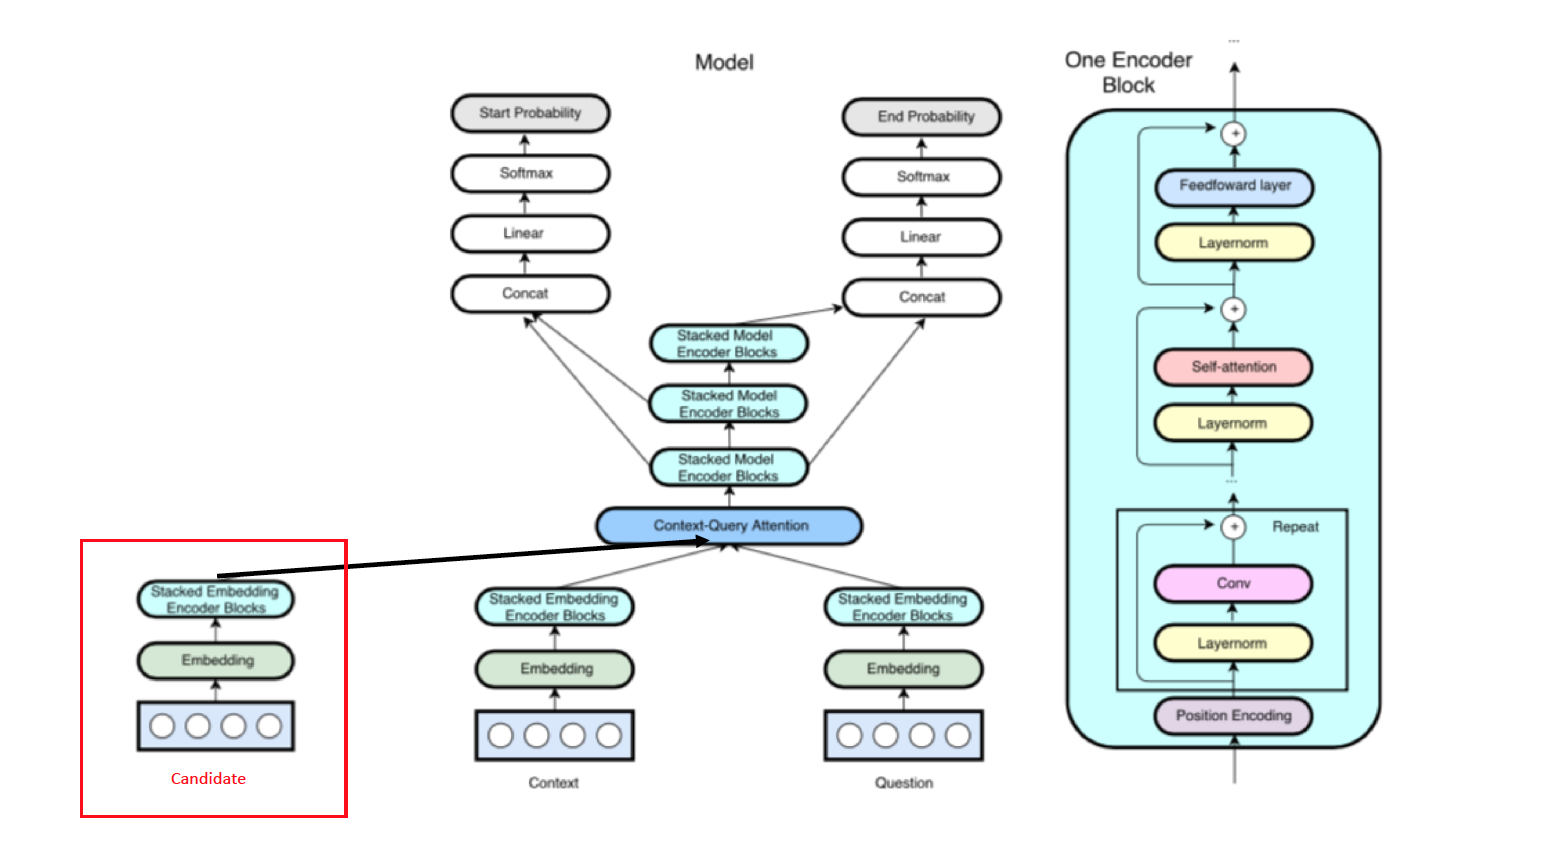 Model
Start Probability
Softmax
Linear
Concat
End Probability
Softmax
Linear
Concat
Stacked Model
Encoder Blocks
Stacked Model
Encoder Blocks
Stacked Model
Encoder Blocks
Context-Query Attention
Stacked Embedding
Encoder Blocks
Embedding
Candidate
Stacked Embedding
Encoder Blocks
Embedding
Context
Stacked Embedding
Encoder Blocks
Embedding
Question
One Encoder
Block
...
+
Feedfoward layer
Layernorm
+
Self-attention
Layernorm
...
+
Repeat
Conv
Layernorm
Position Encoding